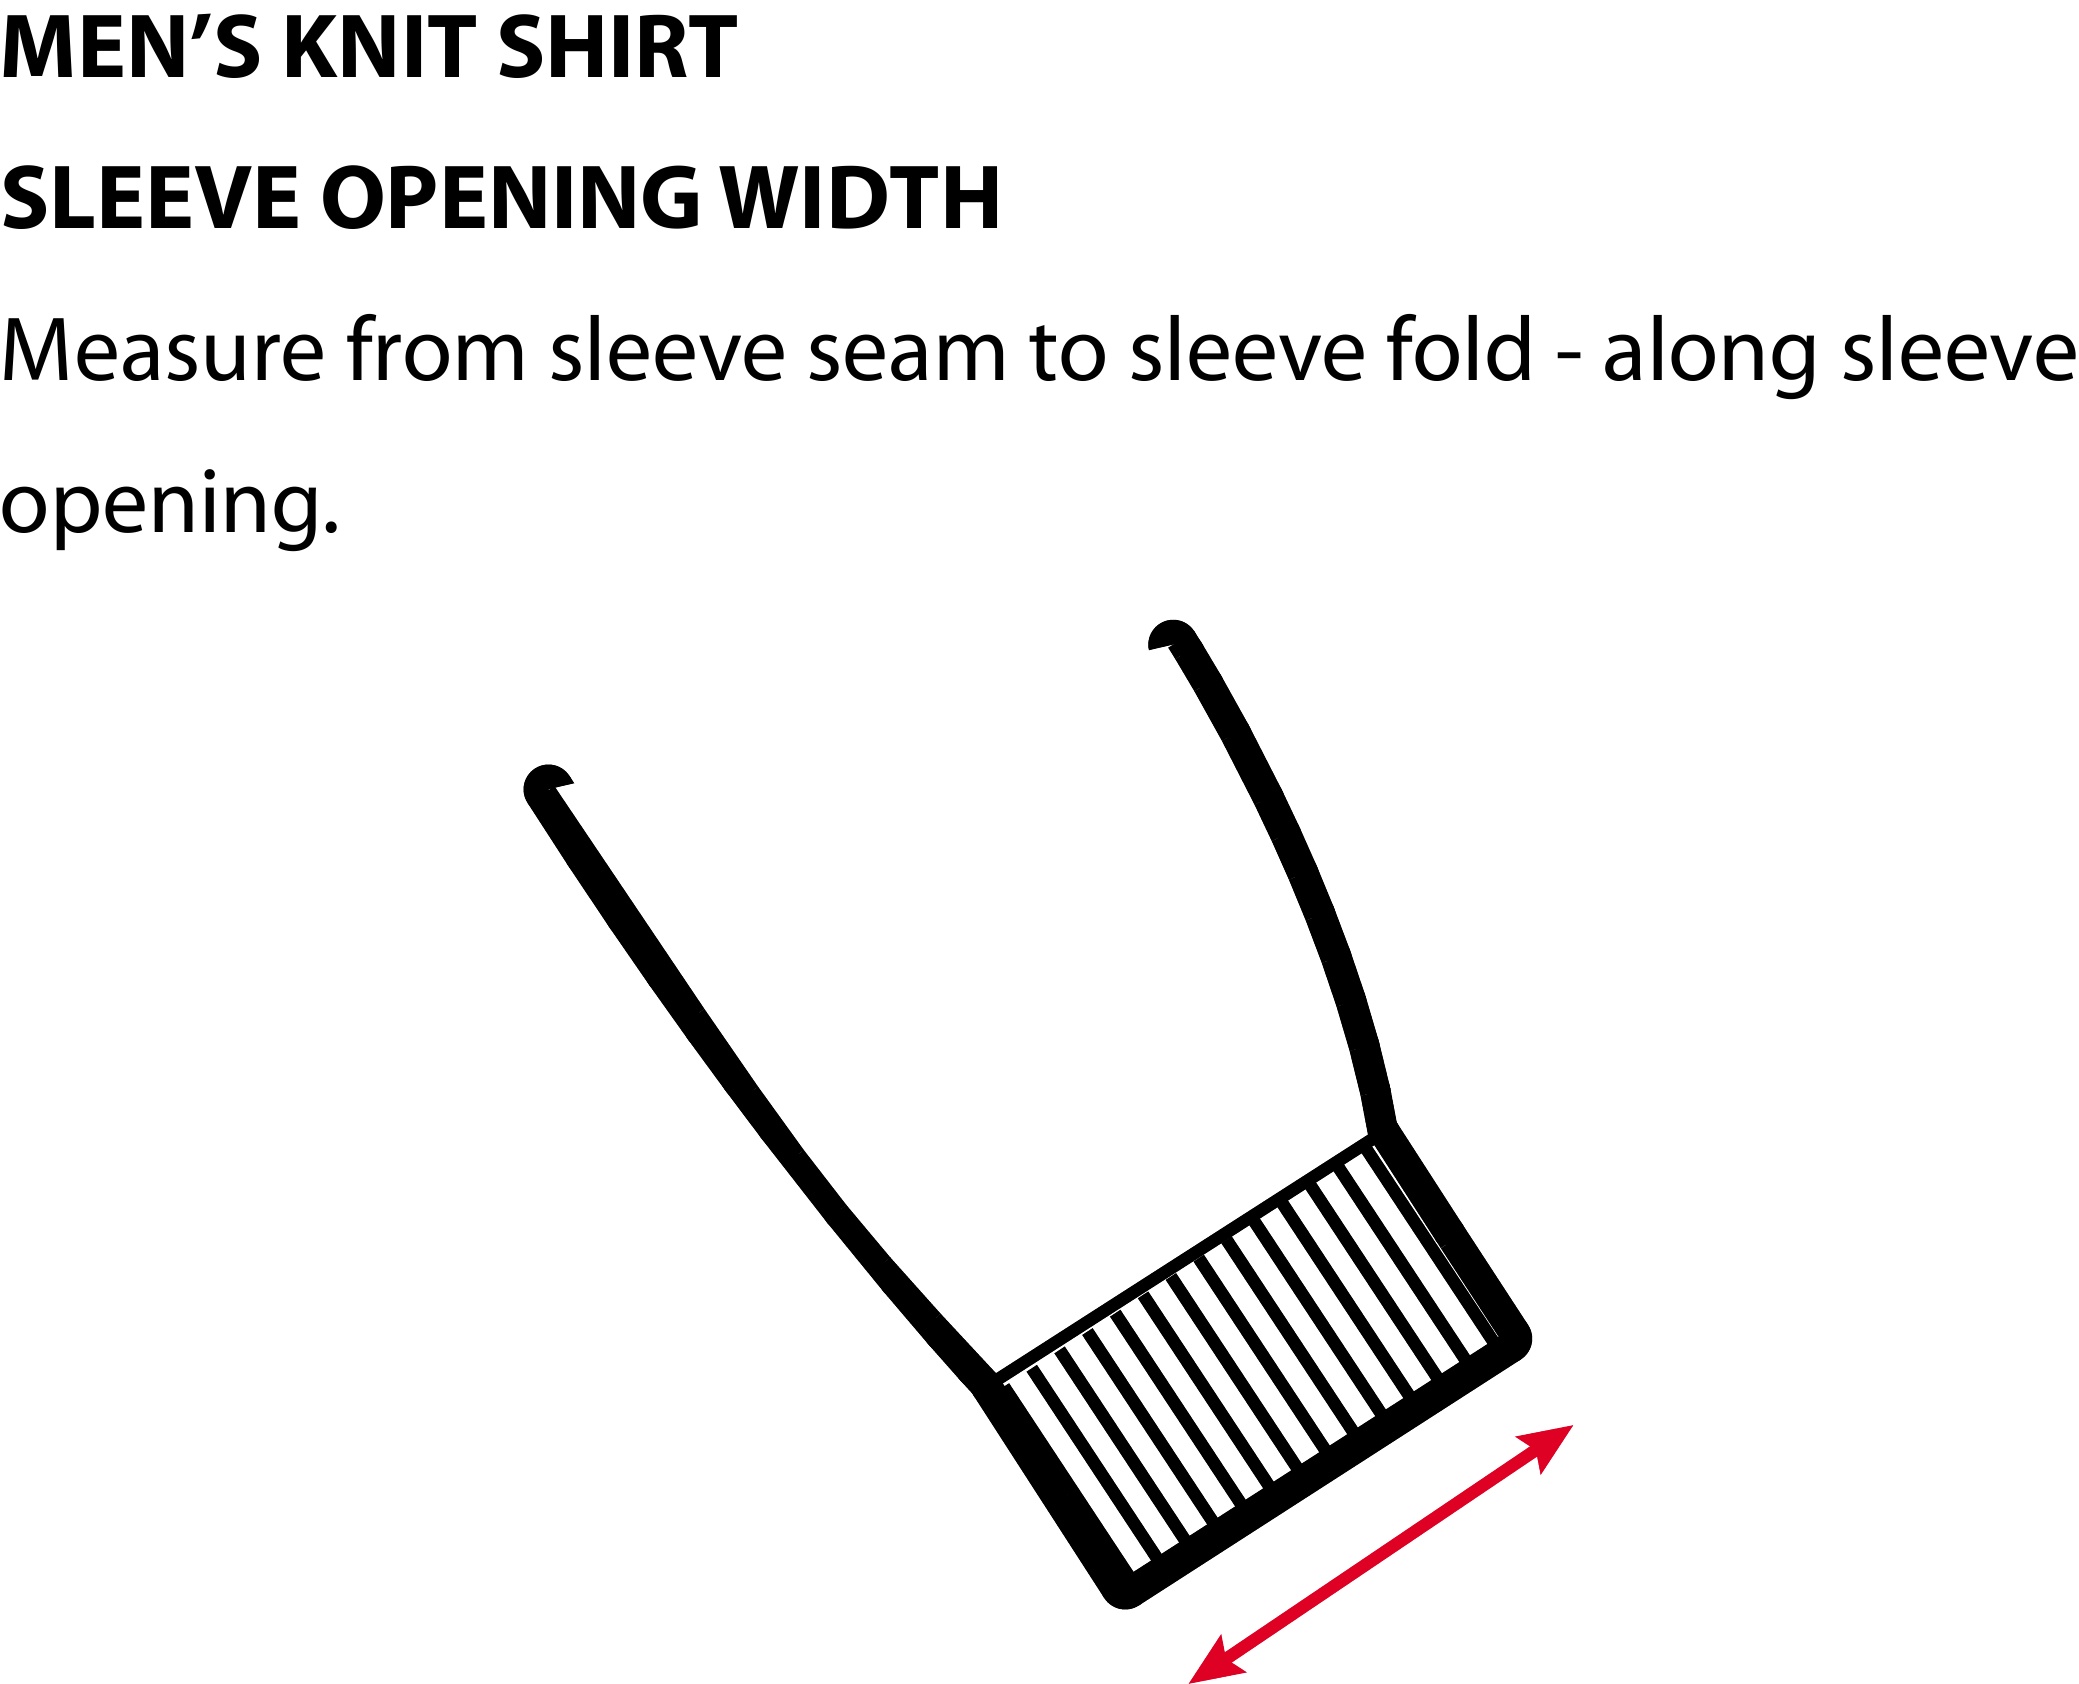 MEN’S KNIT SHIRT
SLEEVE OPENING WIDTH
Measure from sleeve seam to sleeve fold - along sleeve
opening.